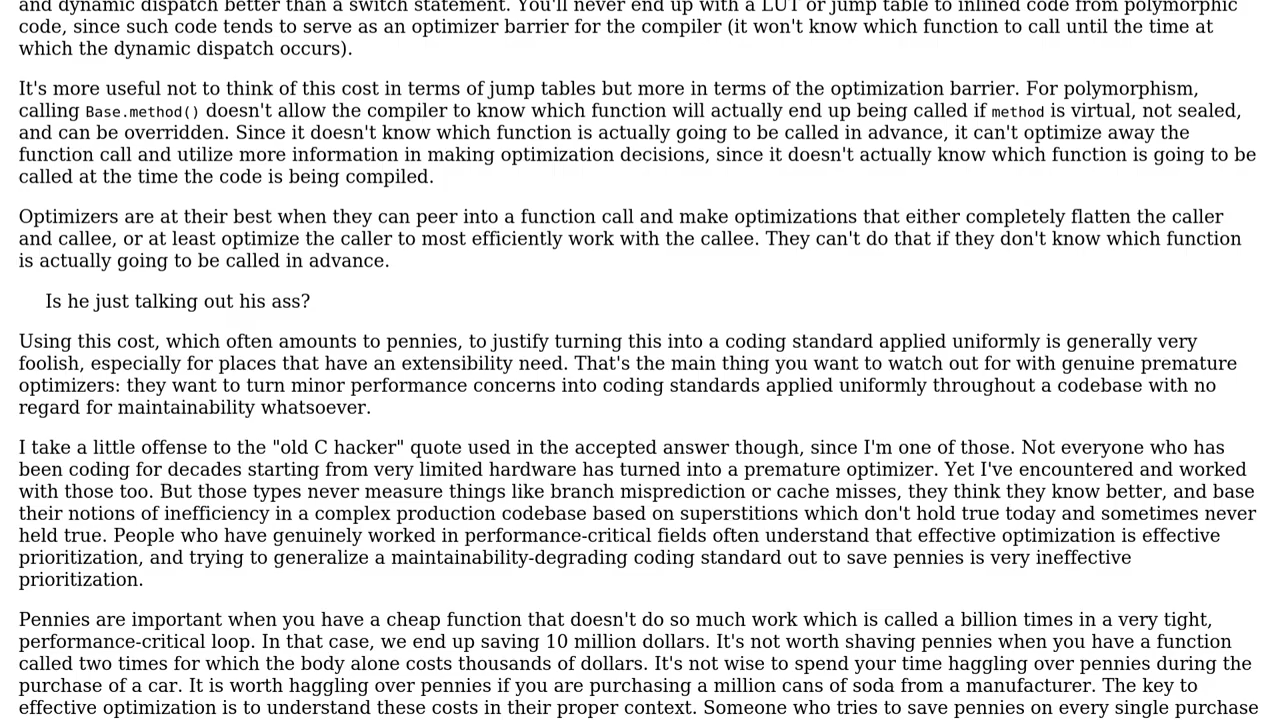 and dynamic dispatch better than a switch statement. You'll never end up with a LUT or jump table to inlined code from polymorphic
code, since such code tends to serve as an optimizer barrier for the compiler (it won't know which function to call until the time at
which the dynamic dispatch occurs).
It's more useful not to think of this cost in terms of jump tables but more in terms of the optimization barrier. For polymorphism,
calling Base.method() doesn't allow the compiler to know which function will actually end up being called if method is virtual, not sealed,
and can be overridden. Since it doesn't know which function is actually going to be called in advance, it can't optimize away the
function call and utilize more information in making optimization decisions, since it doesn't actually know which function is going to be
called at the time the code is being compiled.
Optimizers are at their best when they can peer into a function call and make optimizations that either completely flatten the caller
and callee, or at least optimize the caller to most efficiently work with the callee. They can't do that if they don't know which function
is actually going to be called in advance.
Is he just talking out his ass?
Using this cost, which often amounts to pennies, to justify turning this into a coding standard applied uniformly is generally very
foolish, especially for places that have an extensibility need. That's the main thing you want to watch out for with genuine premature
optimizers: they want to turn minor performance concerns into coding standards applied uniformly throughout a codebase with no
regard for maintainability whatsoever.
I take a little offense to the "old C hacker" quote used in the accepted answer though, since I'm one of those. Not everyone who has
been coding for decades starting from very limited hardware has turned into a premature optimizer. Yet I've encountered and worked
with those too. But those types never measure things like branch misprediction or cache misses, they think they know better, and base
their notions of inefficiency in a complex production codebase based on superstitions which don't hold true today and sometimes never
held true. People who have genuinely worked in performance-critical fields often understand that effective optimization is effective
prioritization, and trying to generalize a maintainability-degrading coding standard out to save pennies is very ineffective
prioritization.
Pennies are important when you have a cheap function that doesn't do so much work which is called a billion times in a very tight,
performance-critical loop. In that case, we end up saving 10 million dollars. It's not worth shaving pennies when you have a function
called two times for which the body alone costs thousands of dollars. It's not wise to spend your time haggling over pennies during the
purchase of a car. It is worth haggling over pennies if you are purchasing a million cans of soda from a manufacturer. The key to
effective optimization is to understand these costs in their proper context. Someone who tries to save pennies on every single purchase